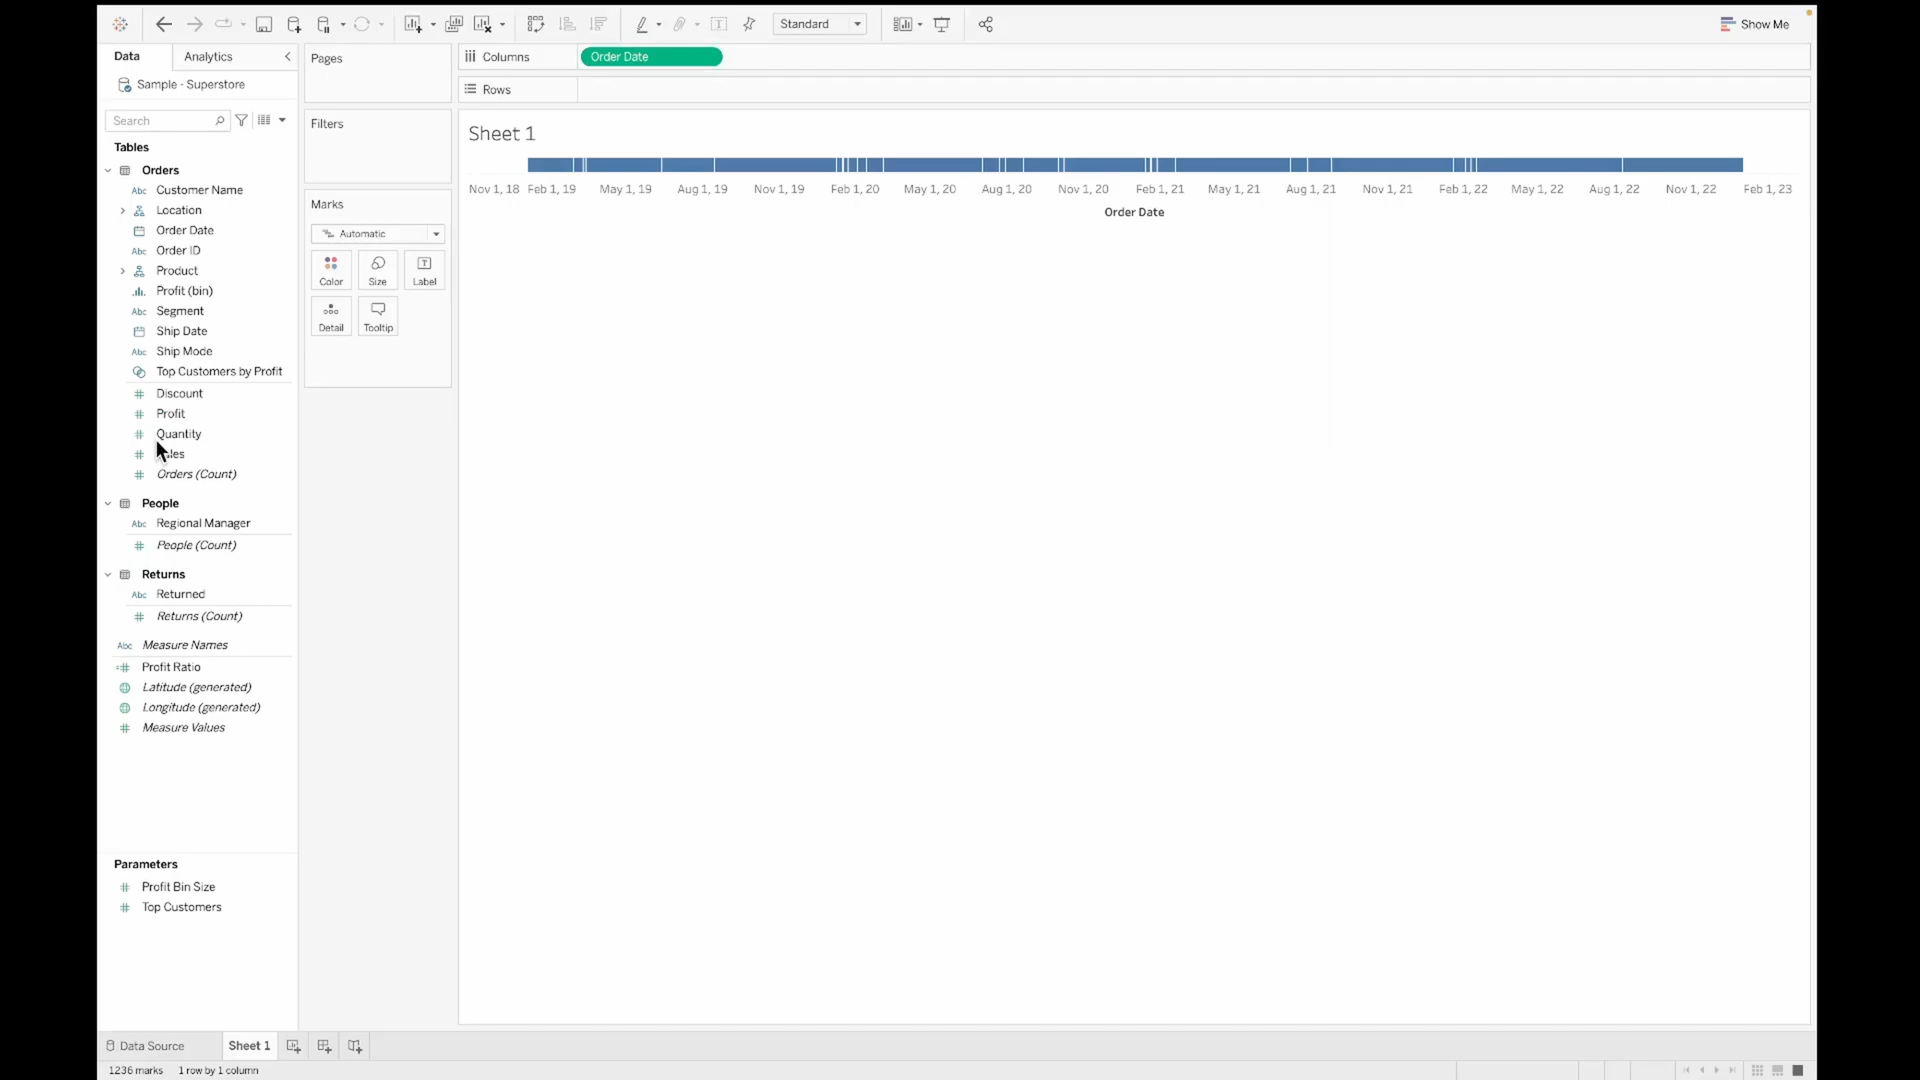 Standard
Show Me
Data
Analytics
Sample - Superstore
Search
Tables
Orders
Abc Customer Name
Location
Order Date
Abc Order ID
Product
Profit (bin)
Abc Segment
Ship Date
Abc Ship Mode
Top Customers by Profit
# Discount
# Profit
# Quantity
#
# Orders (Count)
People
Abc Regional Manager
# People (Count)
Returns
Abc Returned
# Returns (Count)
Abc Measure Names
=# Profit Ratio
Latitude (generated)
Longitude (generated)
# Measure Values
Parameters
# Profit Bin Size
# Top Customers
Pages
Filters
Marks
Automatic
Color
Size
Label
Detail
Tooltip
Columns
Order Date
Rows
Sheet 1
Nov 1, 18 Feb 1, 19 May 1, 19 Aug 1, 19 Nov 1, 19 Feb 1, 20 May 1, 20 Aug 1, 20 Nov 1, 20 Feb 1, 21 May 1, 21 Aug 1, 21 Nov 1, 21 Feb 1, 22 May 1, 22 Aug 1, 22 Nov 1, 22 Feb 1, 23
Order Date
Data Source
Sheet 1
1236 marks 1 row by 1 column